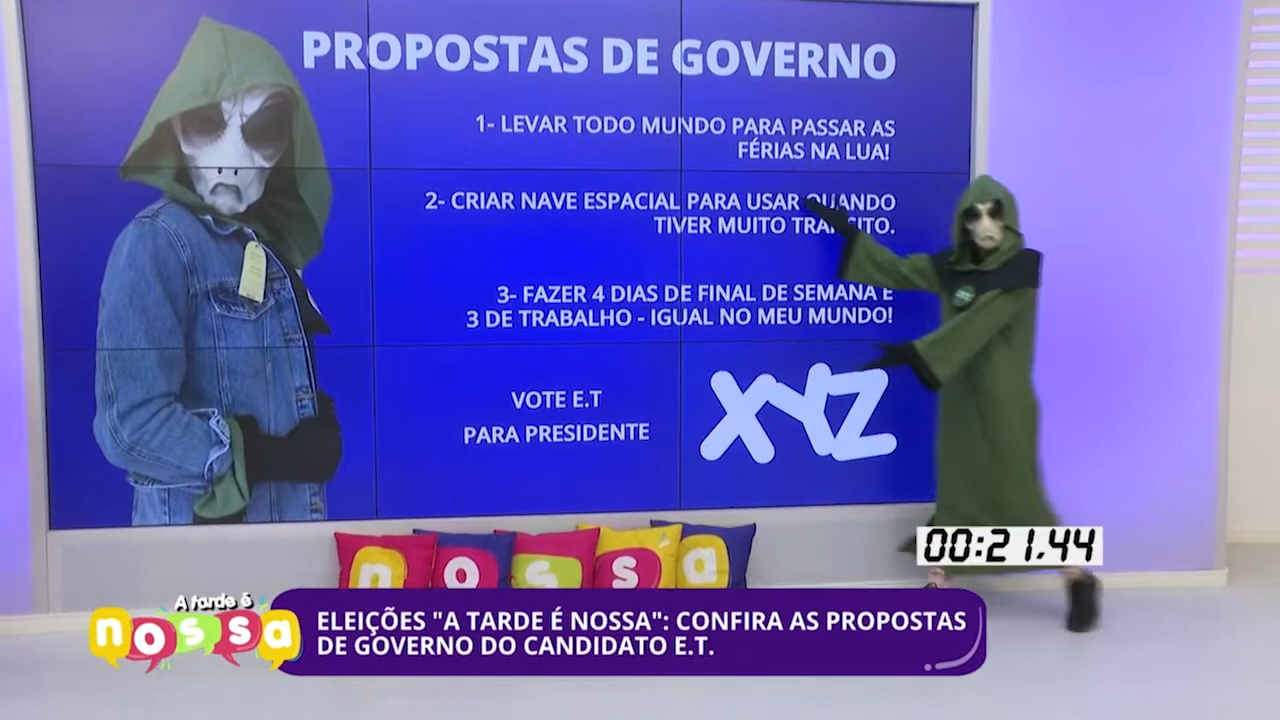 PROPOSTAS DE GOVERNO
1- LEVAR TODO MUNDO PARA PASSAR AS
FÉRIAS NA LUA!
2- CRIAR NAVE ESPACIAL PARA USAR QUANDO
TIVER MUITO TRANSITO.
3- FAZER 4 DIAS DE FINAL DE SEMANA E
3 DE TRABALHO - IGUAL NO MEU MUNDO!
VOTE E.T
PARA PRESIDENTE
XYZ
00:21.44
nossa
A tarde é
nossa
ELEIÇÕES "A TARDE É NOSSA": CONFIRA AS PROPOSTAS
DE GOVERNO DO CANDIDATO E.T.